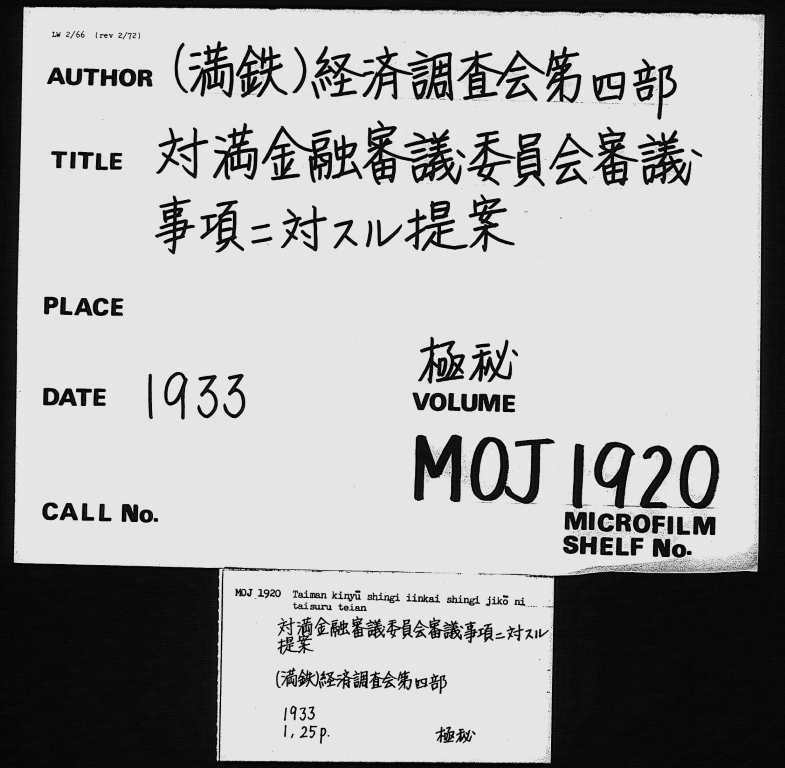 LW 2/66 (rev 2/72)
AUTHOR (満鉄)経済調査会第四部
TITLE 対満金融審議委員会審議
事項ニ対スル提案
PLACE
極秘
DATE 1933
VOLUME
MOJ 1920
CALL No.
MICROFILM
SHELF No.
MOJ 1920 Taiman kinyū shingi iinkai shingi jikō ni
taisuru teian
対満金融審議委員会審議事項ニ対スル
提案
(満鉄)経済調査会第四部
1933
1, 25p. 極秘